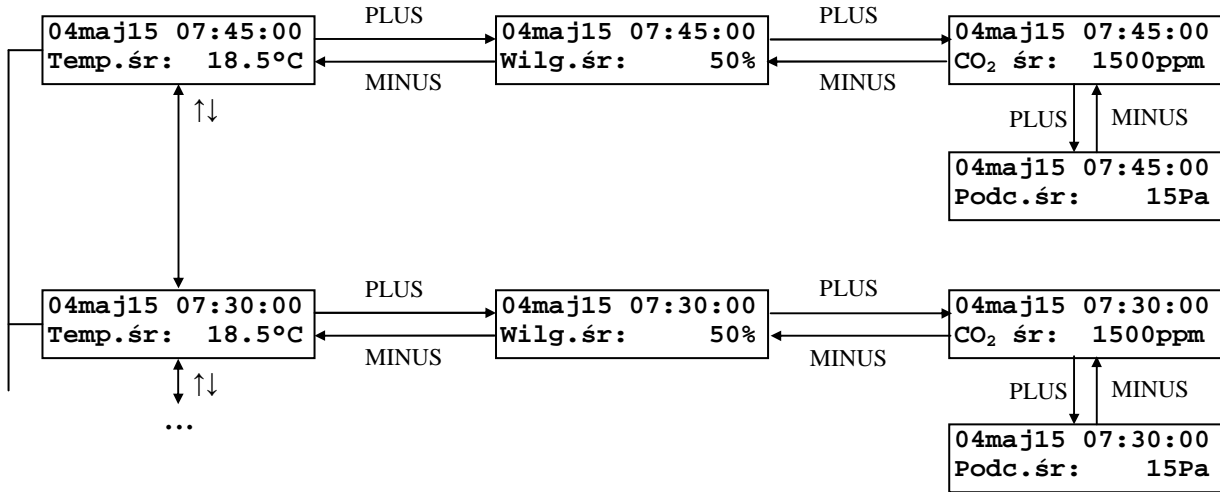 PLUS
PLUS
04maj15 07:45:00
Temp.śr: 18.5°C
04maj15 07:45:00
Wilg.śr: 50%
04maj15 07:45:00
CO₂ śr: 1500ppm
MINUS
MINUS
↑↓
PLUS
MINUS
04maj15 07:45:00
Podc.śr: 15Pa
PLUS
PLUS
04maj15 07:30:00
Temp.śr: 18.5°C
04maj15 07:30:00
Wilg.śr: 50%
04maj15 07:30:00
CO₂ śr: 1500ppm
MINUS
MINUS
↑↓
PLUS
MINUS
...
04maj15 07:30:00
Podc.śr: 15Pa